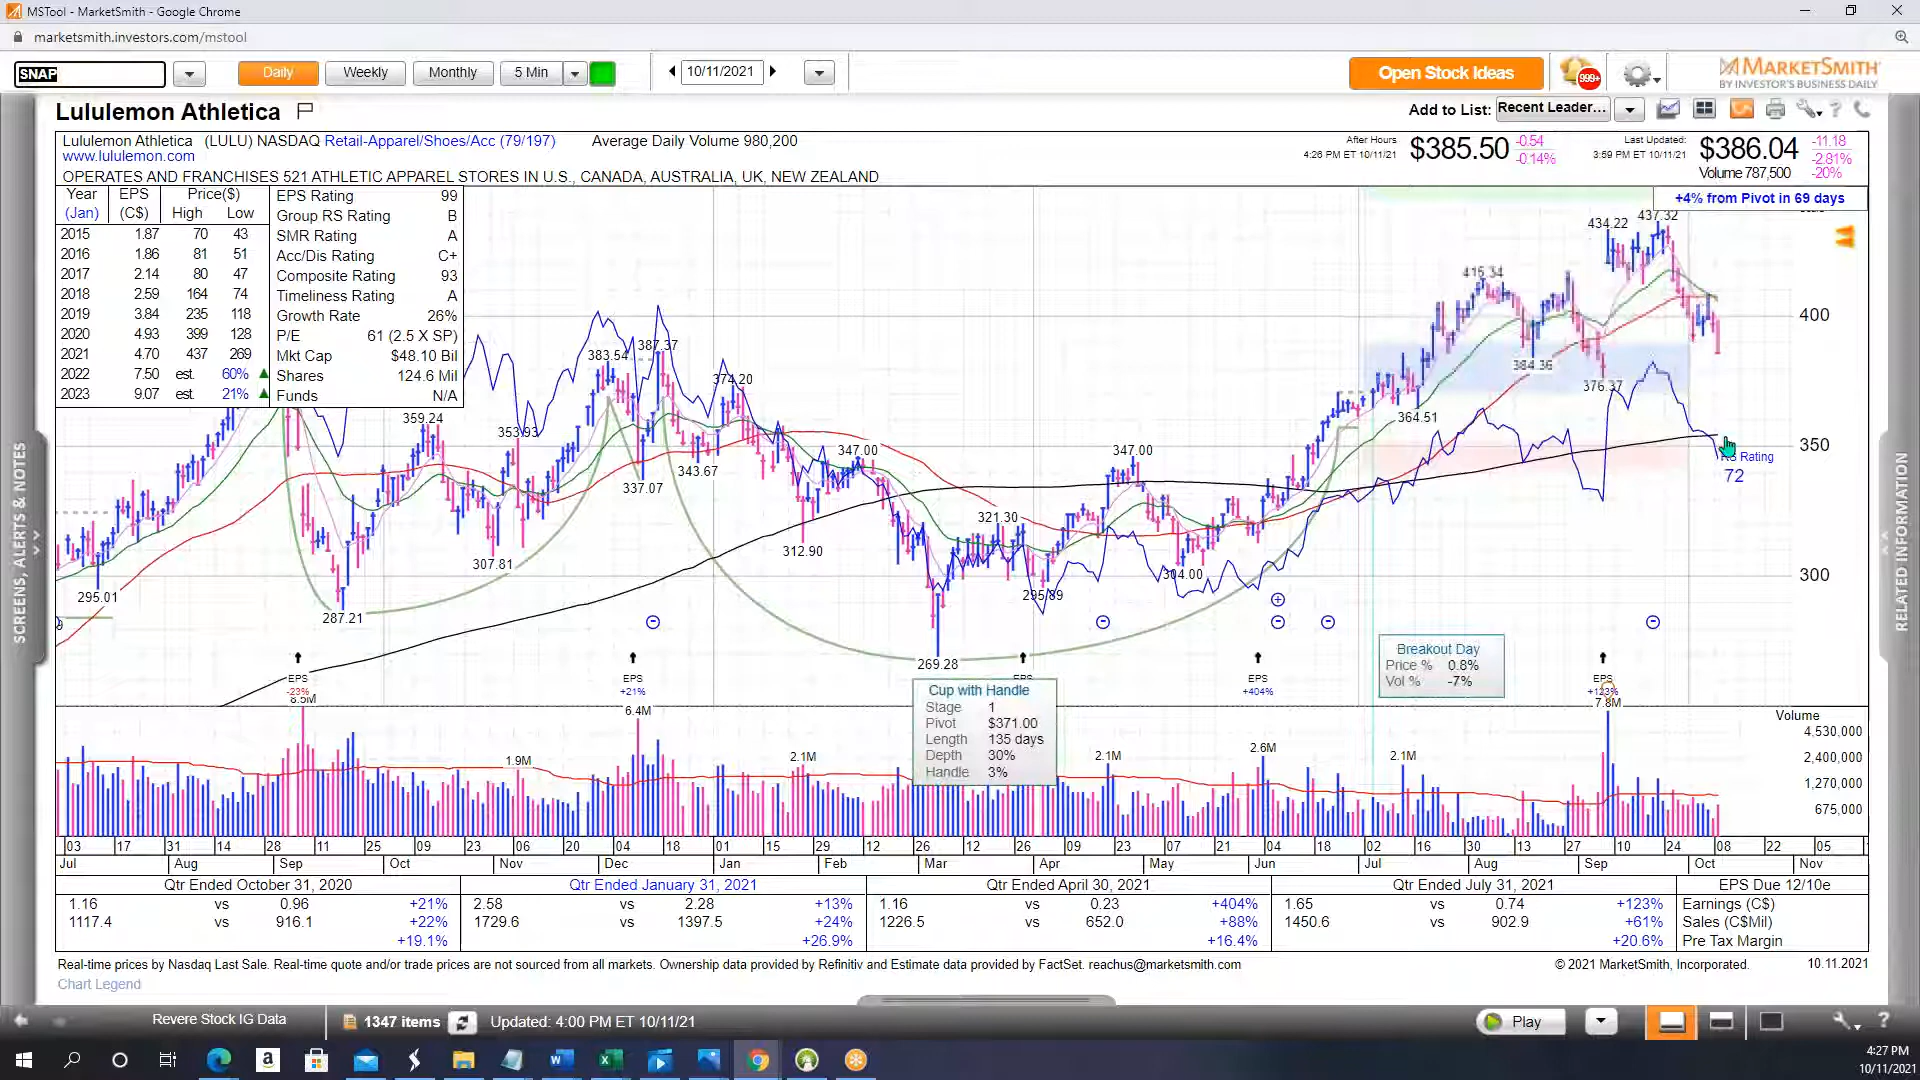 MSTool - MarketSmith - Google Chrome
marketsmith.investors.com/mstool
SNAP Daily Weekly Monthly 5 Min 10/11/2021 Open Stock Ideas 999+ MARKETSMITH
BY INVESTOR'S BUSINESS DAILY
Lululemon Athletica Add to List: Recent Leader...
Lululemon Athletica (LULU) NASDAQ Retail-Apparel/Shoes/Acc (79/197) Average Daily Volume 980,200
www.lululemon.com
OPERATES AND FRANCHISES 521 ATHLETIC APPAREL STORES IN U.S., CANADA, AUSTRALIA, UK, NEW ZEALAND
After Hours
4:26 PM ET 10/11/21
$385.50 -0.54
-0.14%
Last Updated:
3:59 PM ET 10/11/21
$386.04 -11.18
-2.81%
Volume 787,500 -20%
+4% from Pivot in 69 days
Year EPS Price($)
(Jan) (C$) High Low
2015 1.87 70 43
2016 1.86 81 51
2017 2.14 80 47
2018 2.59 164 74
2019 3.84 235 118
2020 4.93 399 128
2021 4.70 437 269
2022 7.50 est. 60%
2023 9.07 est. 21%
EPS Rating 99
Group RS Rating B
SMR Rating A
Acc/Dis Rating C+
Composite Rating 93
Timeliness Rating A
Growth Rate 26%
P/E 61 (2.5 X SP)
Mkt Cap $48.10 Bil
Shares 124.6 Mil
Funds N/A
434.22 437.32
415.34
400
383.54 387.37
384.36
374.20
376.37
359.24 353.93 364.51
347.00 347.00 350
Rating
72
343.67
337.07
321.30
312.90
307.81
304.00 300
295.01 295.89
287.21
269.28
EPS
-23%
EPS
+21%
EPS
EPS
+404%
EPS
+123%
Breakout Day
Price % 0.8%
Vol % -7%
Cup with Handle
Stage 1
Pivot $371.00
Length 135 days
Depth 30%
Handle 3%
8.5M 1.9M 6.4M 2.1M 2.1M 2.6M 2.1M 7.8M
Volume
4,530,000
2,400,000
1,270,000
675,000
03 17 31 14 28 11 25 09 23 06 20 04 18 01 15 29 12 26 12 26 09 23 07 21 04 18 02 16 30 13 27 10 24 08 22 05
Jul Aug Sep Oct Nov Dec Jan Feb Mar Apr May Jun Jul Aug Sep Oct Nov
Qtr Ended October 31, 2020 Qtr Ended January 31, 2021 Qtr Ended April 30, 2021 Qtr Ended July 31, 2021 EPS Due 12/10e
1.16 vs 0.96 +21% 2.58 vs 2.28 +13% 1.16 vs 0.23 +404% 1.65 vs 0.74 +123% Earnings (C$)
1117.4 vs 916.1 +22% 1729.6 vs 1397.5 +24% 1226.5 vs 652.0 +88% 1450.6 vs 902.9 +61% Sales (C$Mil)
+19.1% +26.9% +16.4% +20.6% Pre Tax Margin
Real-time prices by Nasdaq Last Sale. Real-time quote and/or trade prices are not sourced from all markets. Ownership data provided by Refinitiv and Estimate data provided by FactSet. reachus@marketsmith.com © 2021 MarketSmith, Incorporated. 10.11.2021
Chart Legend
SCREENS, ALERTS & NOTES
RELATED INFORMATION
Revere Stock IG Data 1347 items Updated: 4:00 PM ET 10/11/21 Play
4:27 PM
10/11/2021